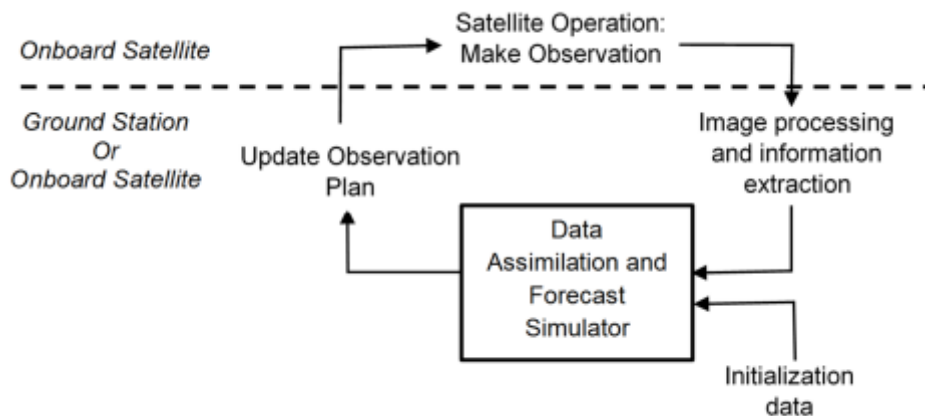 Onboard Satellite
Satellite Operation:
Make Observation
Ground Station
Or
Onboard Satellite
Update Observation
Plan
Image processing
and information
extraction
Data
Assimilation and
Forecast
Simulator
Initialization
data